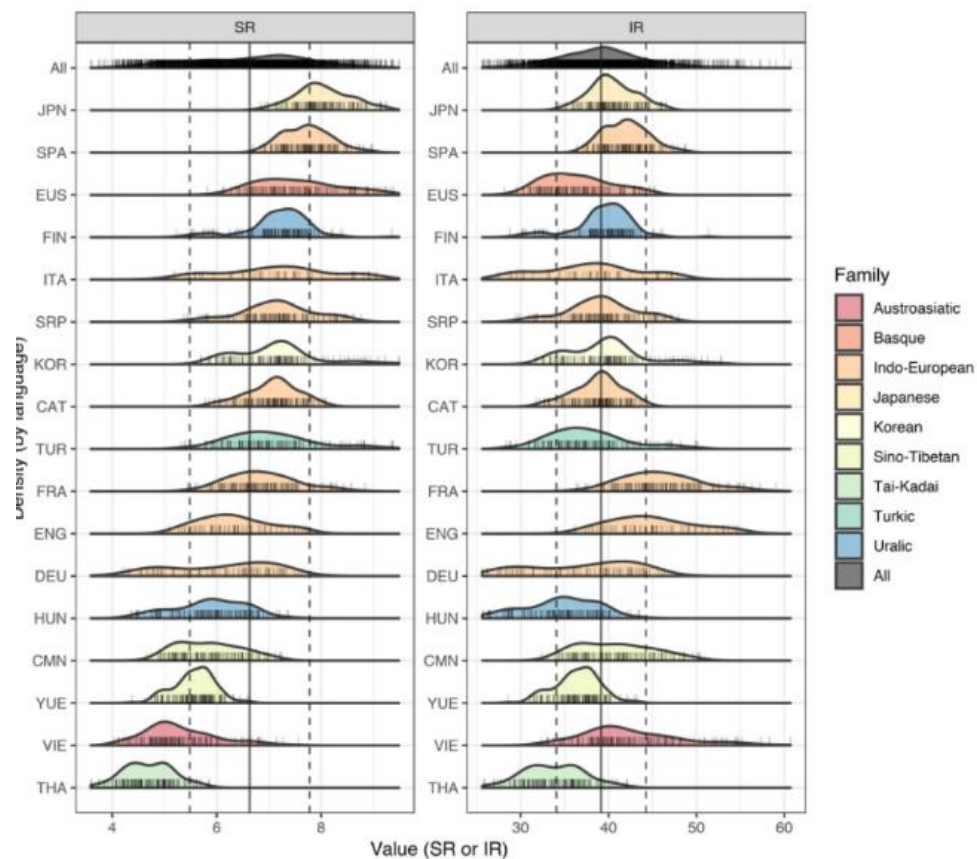 SR
IR
All
JPN
SPA
EUS
FIN
ITA
SRP
KOR
CAT
TUR
FRA
ENG
DEU
HUN
CMN
YUE
VIE
THA
All
JPN
SPA
EUS
FIN
ITA
SRP
KOR
CAT
TUR
FRA
ENG
DEU
HUN
CMN
YUE
VIE
THA
Density (by language)
4 6 8
30 40 50 60
Value (SR or IR)
Family
Austroasiatic
Basque
Indo-European
Japanese
Korean
Sino-Tibetan
Tai-Kadai
Turkic
Uralic
All